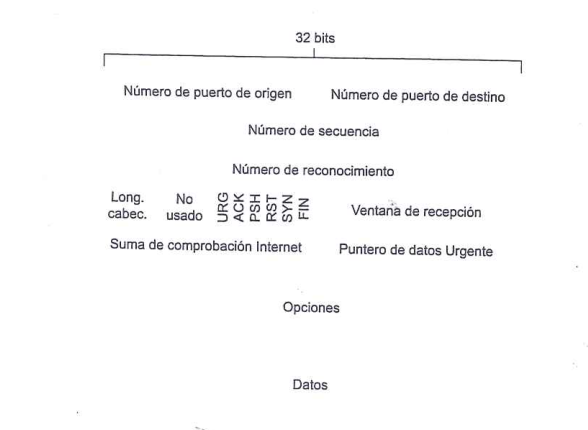 32 bits
Número de puerto de origen Número de puerto de destino
Número de secuencia
Número de reconocimiento
Long. cabec. No usado URG ACK PSH RST SYN FIN Ventana de recepción
Suma de comprobación Internet Puntero de datos Urgente
Opciones
Datos